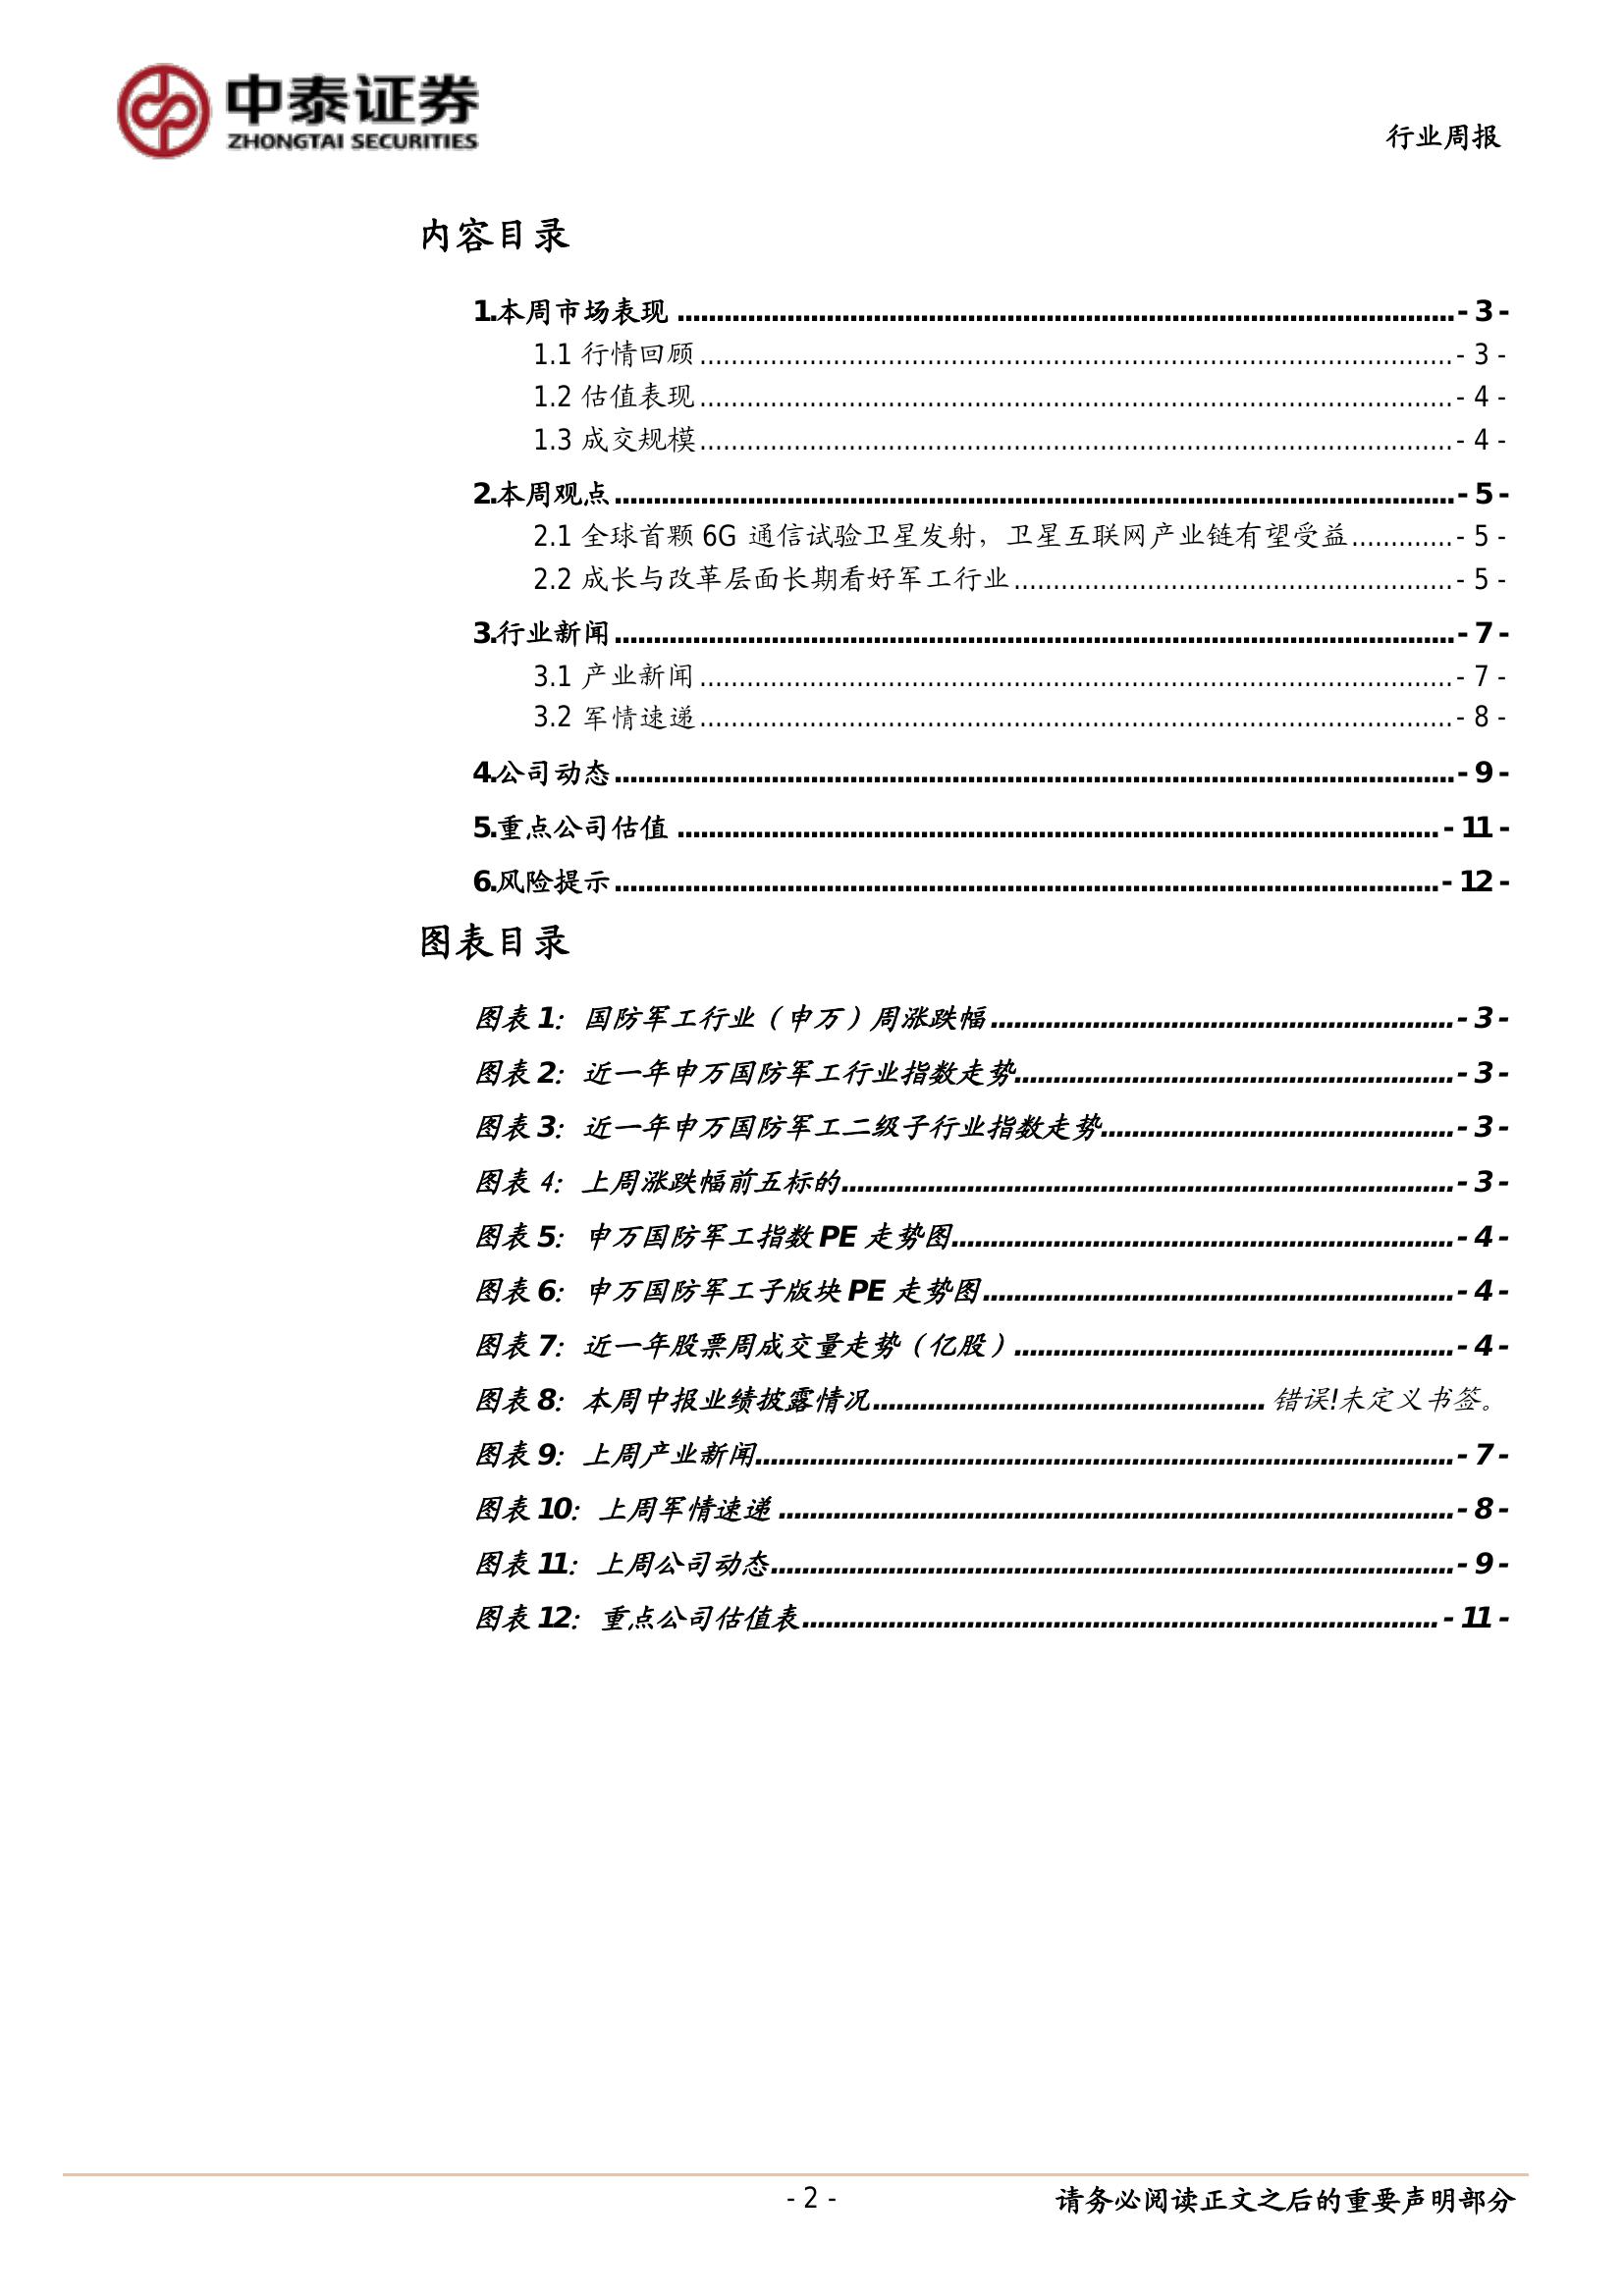 中泰证券
ZHONGTAI SECURITIES
行业周报
内容目录
1.本周市场表现 ........................................ - 3 -
1.1 行情回顾 ........................................ - 3 -
1.2 估值表现 ........................................ - 4 -
1.3 成交规模 ........................................ - 4 -
2.本周观点 ........................................ - 5 -
2.1 全球首颗 6G 通信试验卫星发射，卫星互联网产业链有望受益 ............. - 5 -
2.2 成长与改革层面长期看好军工行业 ........................................ - 5 -
3.行业新闻 ........................................ - 7 -
3.1 产业新闻 ........................................ - 7 -
3.2 军情速递 ........................................ - 8 -
4.公司动态 ........................................ - 9 -
5.重点公司估值 ........................................ - 11 -
6.风险提示 ........................................ - 12 -
图表目录
图表 1：国防军工行业（申万）周涨跌幅 ........................................ - 3 -
图表 2：近一年申万国防军工行业指数走势 ........................................ - 3 -
图表 3：近一年申万国防军工二级子行业指数走势 ........................................ - 3 -
图表 4：上周涨跌幅前五标的 ........................................ - 3 -
图表 5：申万国防军工指数 PE 走势图 ........................................ - 4 -
图表 6：申万国防军工子版块 PE 走势图 ........................................ - 4 -
图表 7：近一年股票周成交量走势（亿股） ........................................ - 4 -
图表 8：本周中报业绩披露情况 ........................................ 错误!未定义书签。
图表 9：上周产业新闻 ........................................ - 7 -
图表 10：上周军情速递 ........................................ - 8 -
图表 11：上周公司动态 ........................................ - 9 -
图表 12：重点公司估值表 ........................................ - 11 -
- 2 -
请务必阅读正文之后的重要声明部分